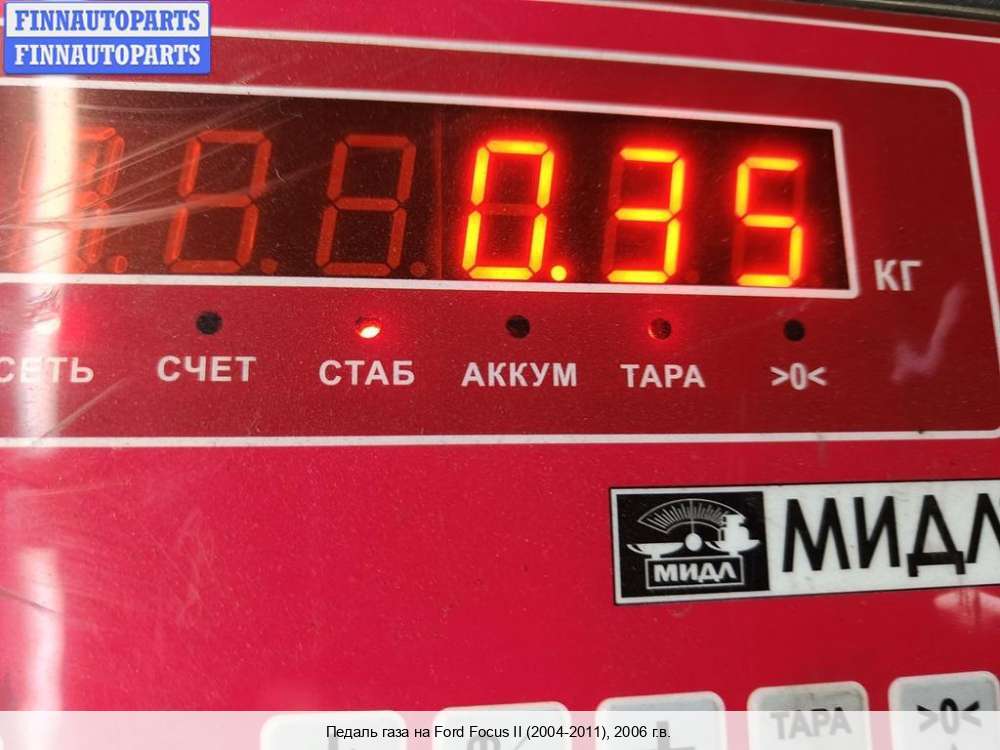 FINNAUTOPARTS
FINNAUTOPARTS
0.35
КГ
СЕТЬ СЧЕТ СТАБ АККУМ ТАРА >0<
МИДЛ МИДЛ
ТАРА >0<
Педаль газа на Ford Focus II (2004-2011), 2006 г.в.